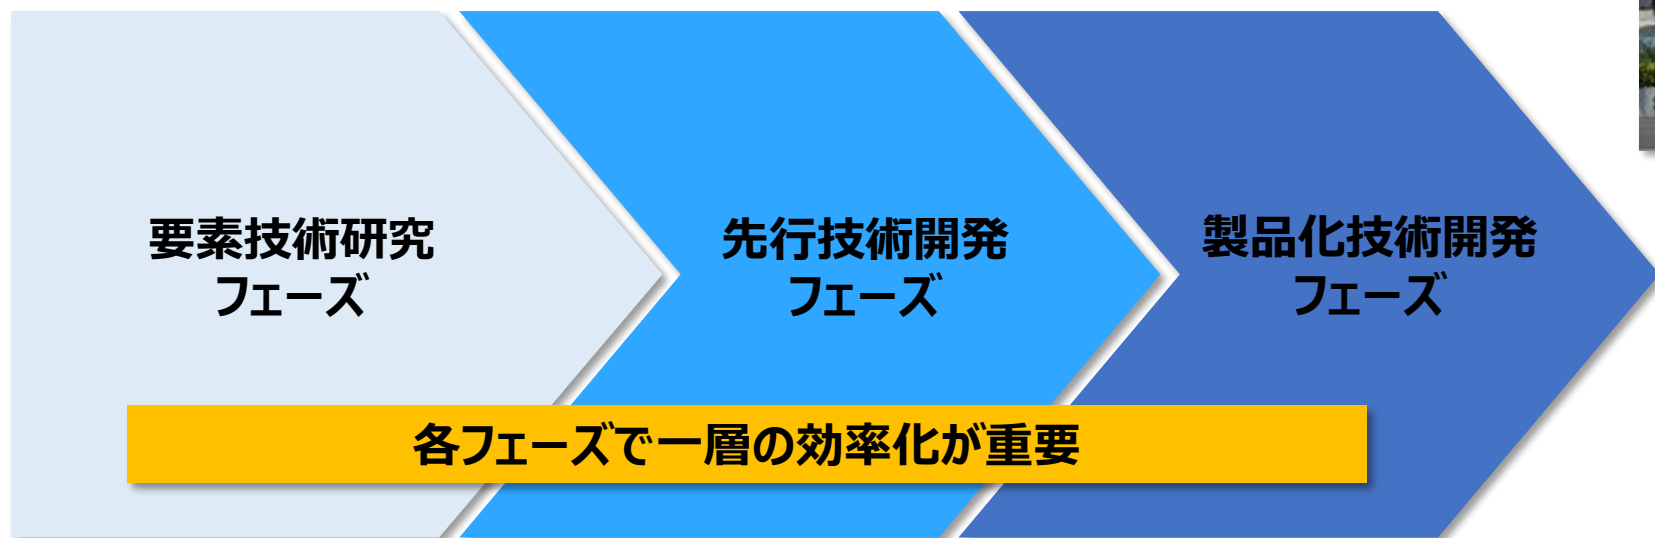 要素技術研究
フェーズ
先行技術開発
フェーズ
製品化技術開発
フェーズ
各フェーズで一層の効率化が重要